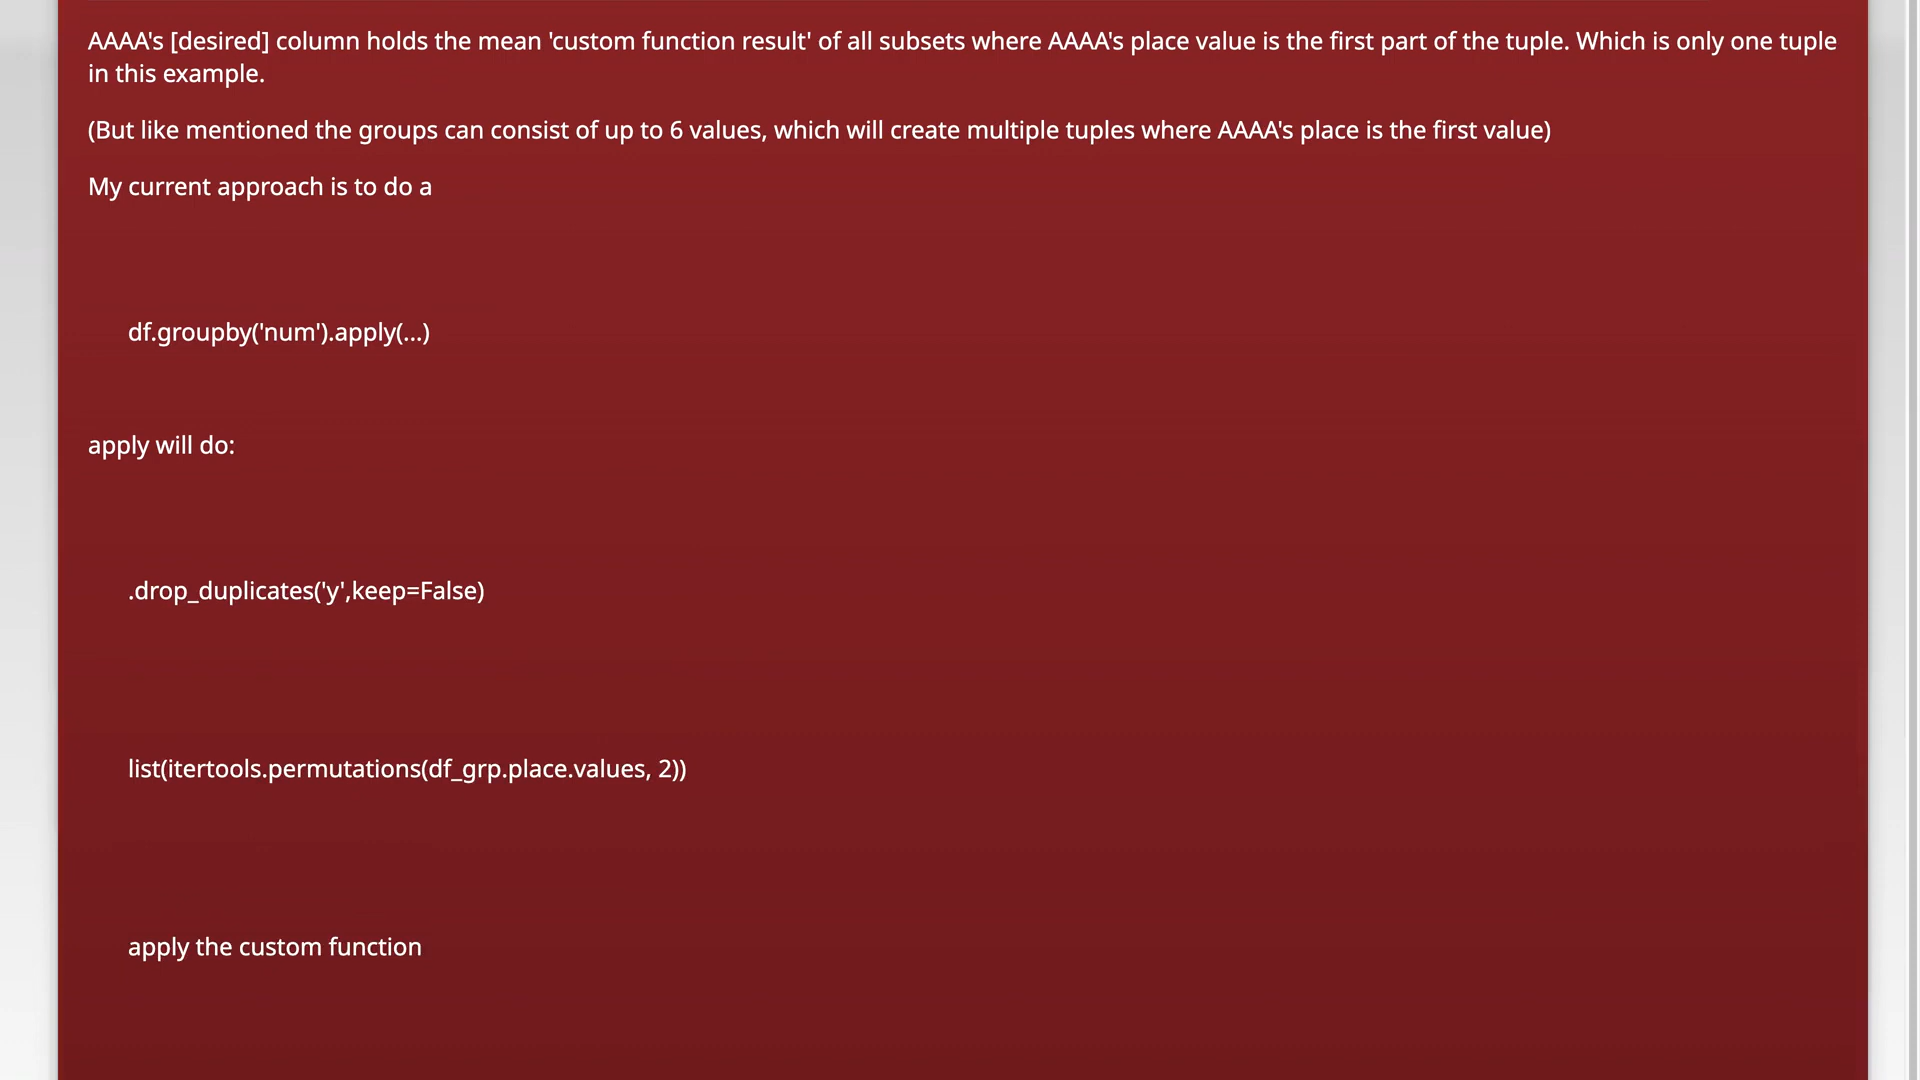 AAAA's [desired] column holds the mean 'custom function result' of all subsets where AAAA's place value is the first part of the tuple. Which is only one tuple
in this example.
(But like mentioned the groups can consist of up to 6 values, which will create multiple tuples where AAAA's place is the first value)
My current approach is to do a
df.groupby('num').apply(...)
apply will do:
.drop_duplicates('y',keep=False)
list(itertools.permutations(df_grp.place.values, 2))
apply the custom function